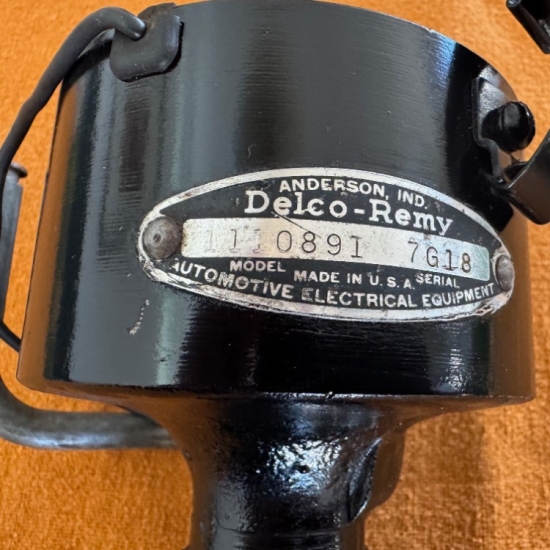 ANDERSON, IND.
Delco-Remy
1110891 7G18
MODEL MADE IN U.S.A. SERIAL
AUTOMOTIVE ELECTRICAL EQUIPMENT